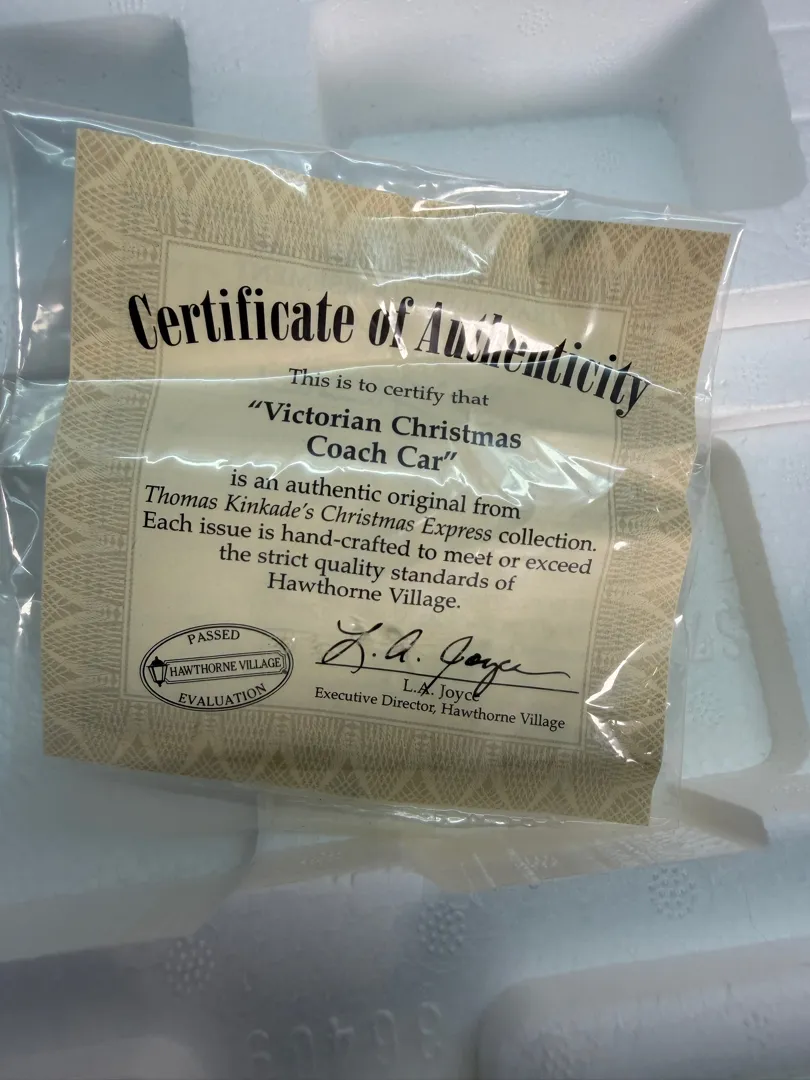 Certificate of Authenticity
This is to certify that
"Victorian Christmas
Coach Car"
is an authentic original from
Thomas Kinkade's Christmas Express collection.
Each issue is hand-crafted to meet or exceed
the strict quality standards of
Hawthorne Village.
PASSED
HAWTHORNE VILLAGE
EVALUATION
L. A. Joyce
L.A. Joyce
Executive Director, Hawthorne Village